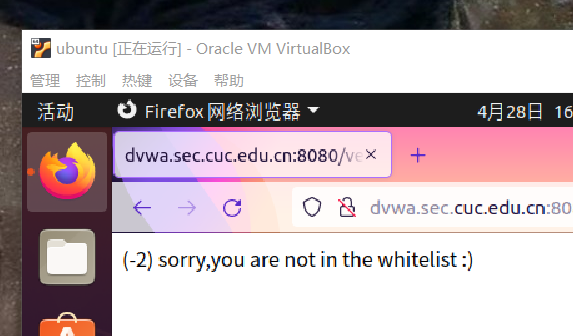 ubuntu [正在运行] - Oracle VM VirtualBox
管理 控制 热键 设备 帮助
活动 Firefox 网络浏览器 4月28日 16
dvwa.sec.cuc.edu.cn:8080/ve
dvwa.sec.cuc.edu.cn:80
(-2) sorry,you are not in the whitelist :)